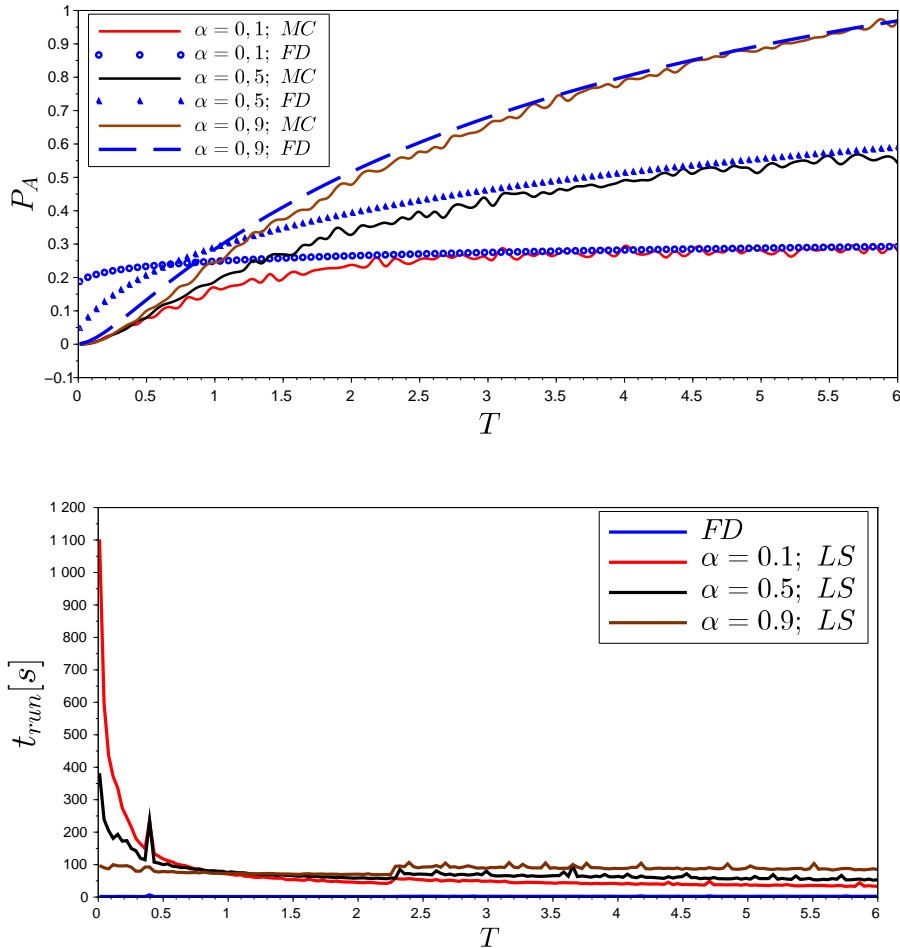 1
0.9
0.8
0.7
0.6
0.5
0.4
0.3
0.2
0.1
0
−0.1
P_A
α = 0,1; MC
α = 0,1; FD
α = 0,5; MC
α = 0,5; FD
α = 0,9; MC
α = 0,9; FD
0 0.5 1 1.5 2 2.5 3 3.5 4 4.5 5 5.5 6
T
1 200
1 100
1 000
900
800
700
600
500
400
300
200
100
0
t_{run}[s]
FD
α = 0.1; LS
α = 0.5; LS
α = 0.9; LS
0 0.5 1 1.5 2 2.5 3 3.5 4 4.5 5 5.5 6
T